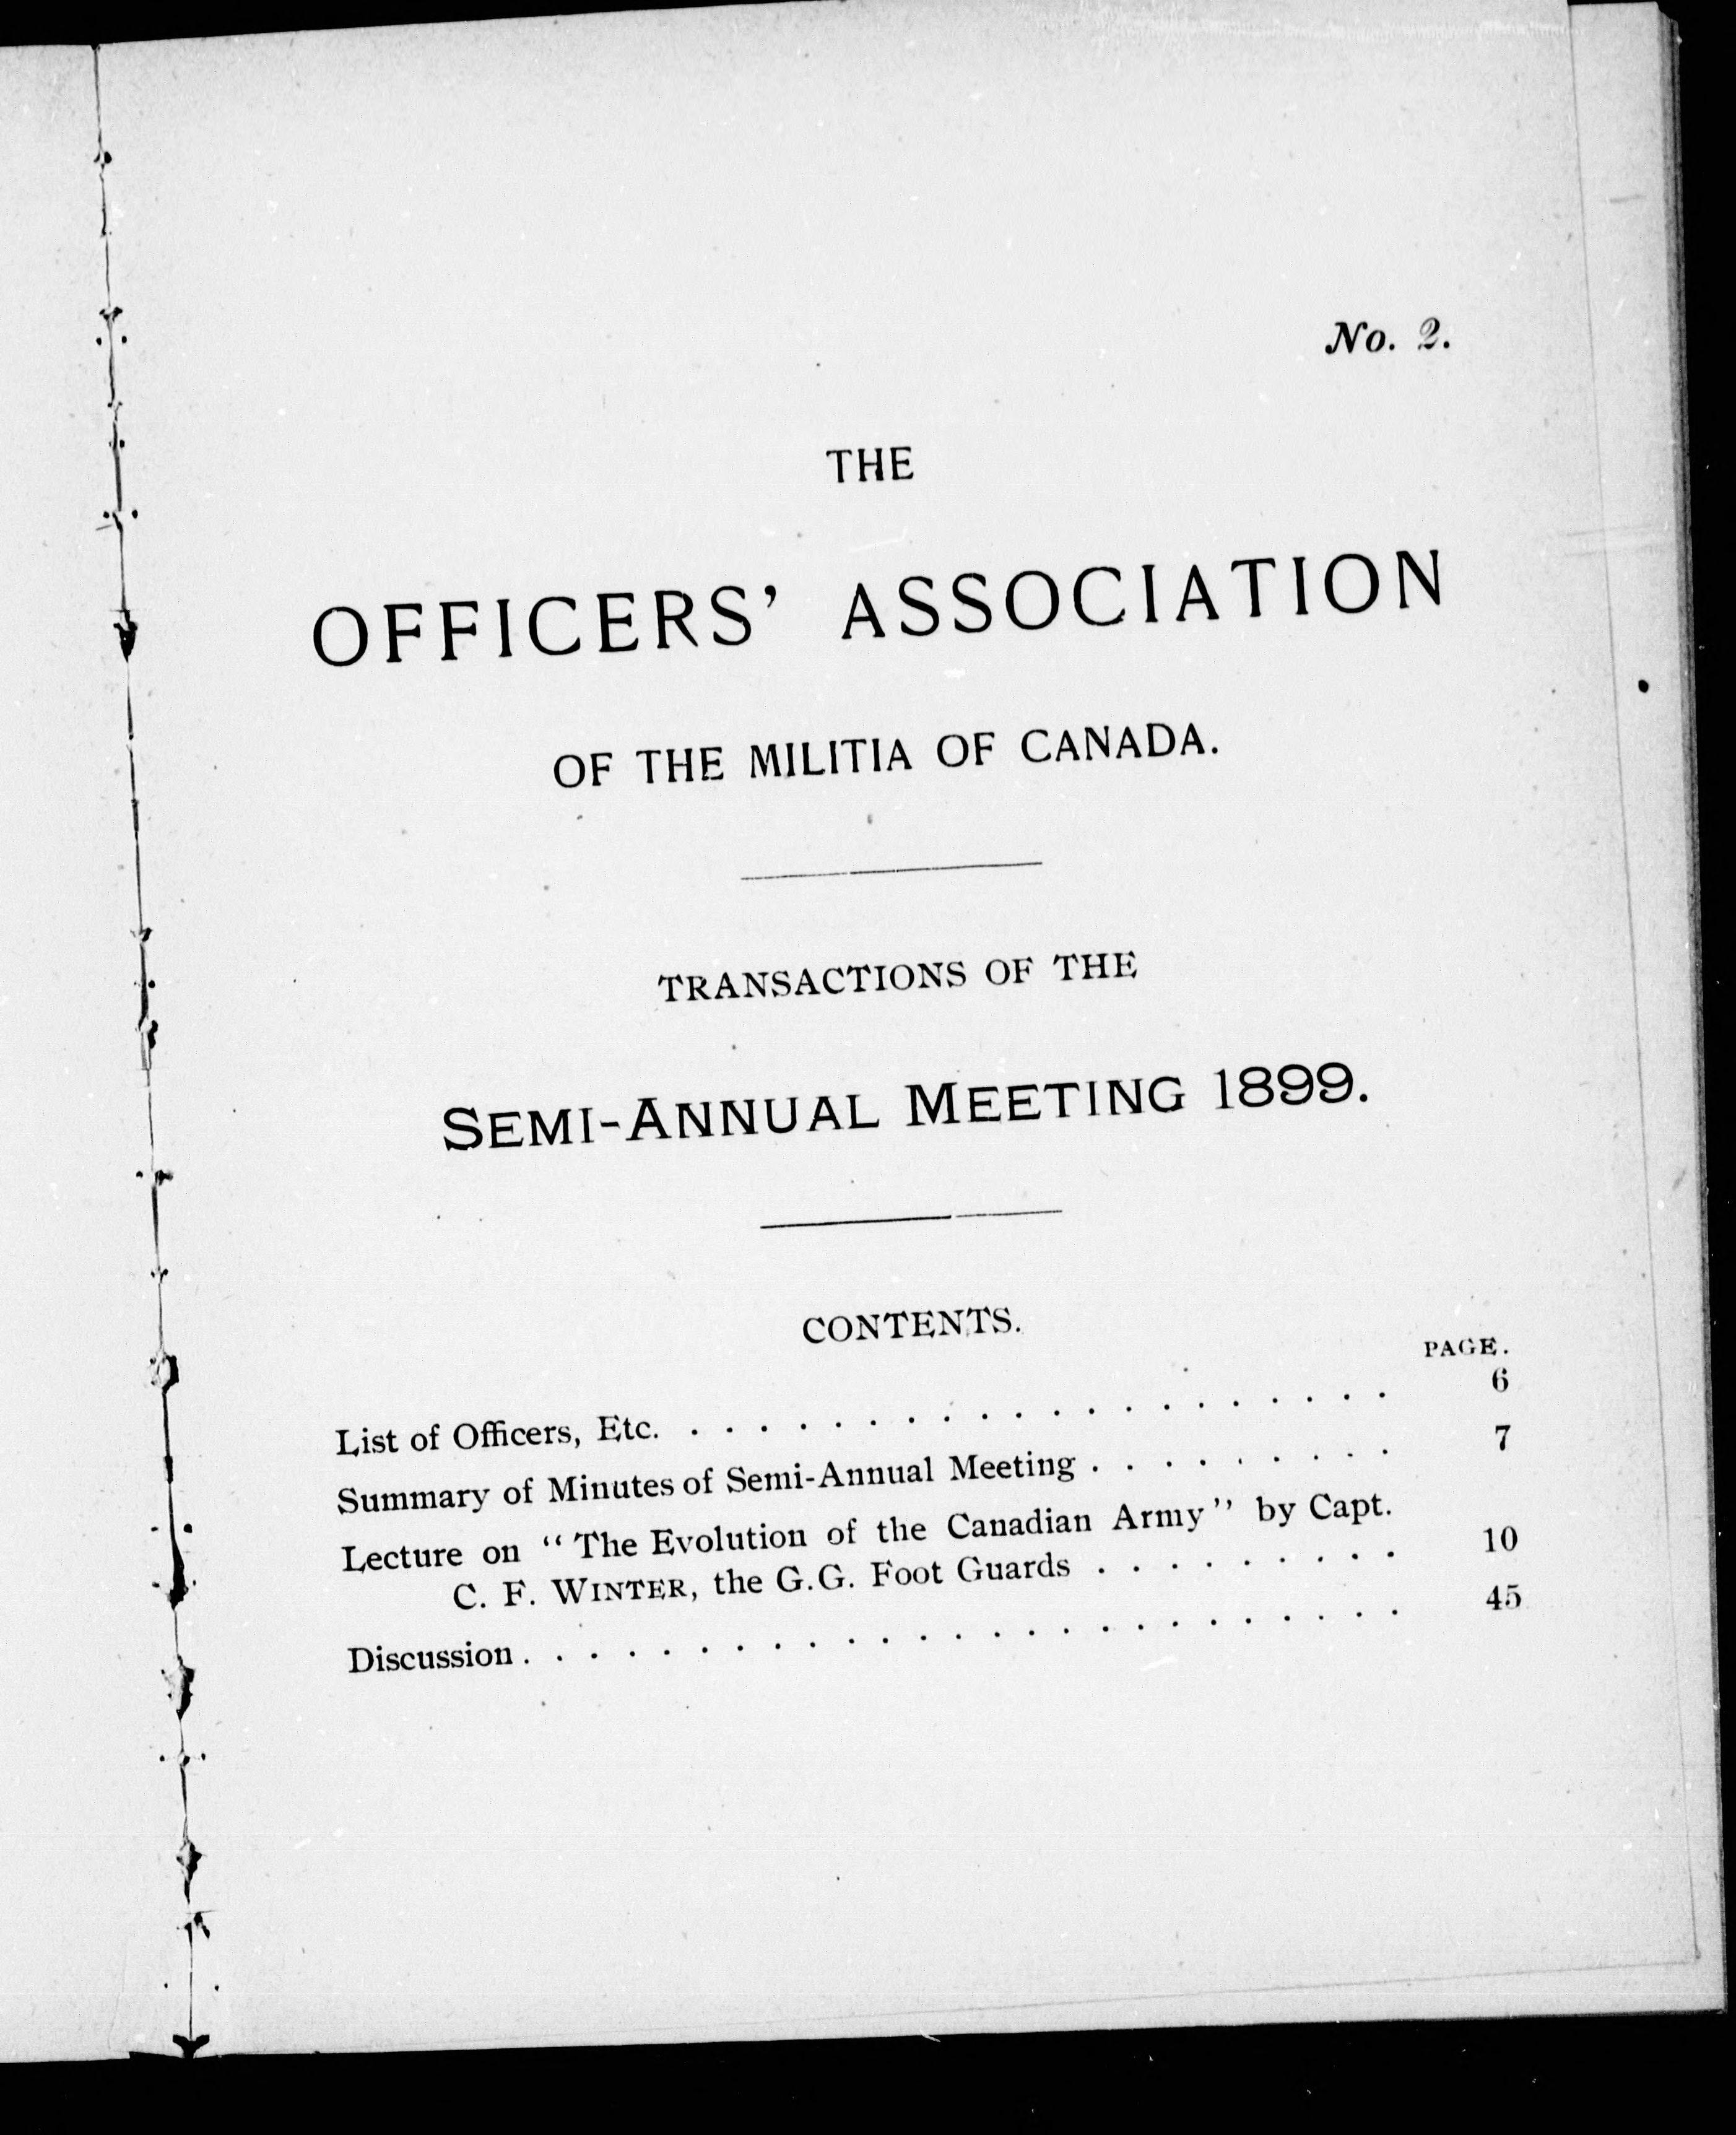 No. 2.
THE
OFFICERS' ASSOCIATION
OF THE MILITIA OF CANADA.
TRANSACTIONS OF THE
SEMI-ANNUAL MEETING 1899.
CONTENTS.
PAGE.
List of Officers, Etc. . . . . . . . . . . . . . . . . . . . . 6
Summary of Minutes of Semi-Annual Meeting . . . . . . . . . 7
Lecture on "The Evolution of the Canadian Army" by Capt.
C. F. WINTER, the G.G. Foot Guards . . . . . . . . . 10
Discussion . . . . . . . . . . . . . . . . . . . . . . . . . 45